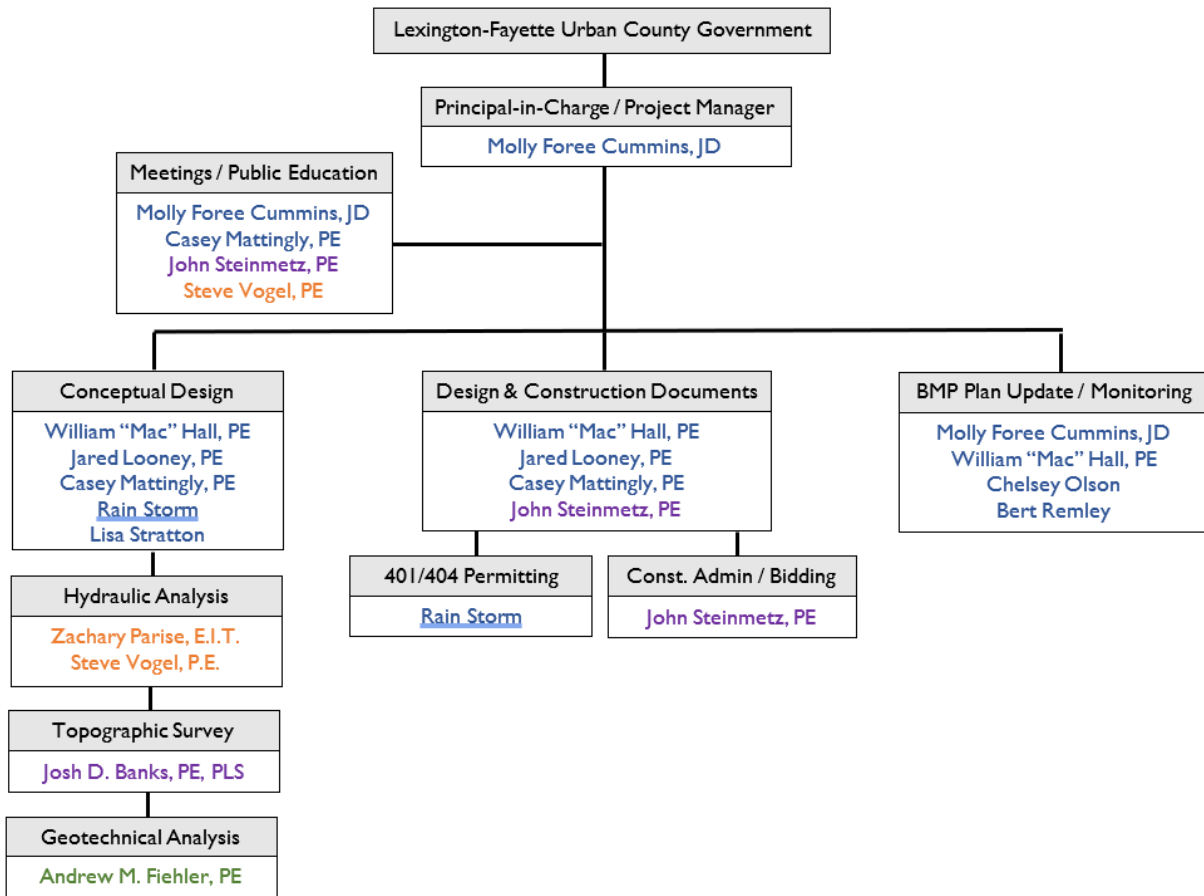 Lexington-Fayette Urban County Government
Principal-in-Charge / Project Manager
Molly Foree Cummins, JD
Meetings / Public Education
Molly Foree Cummins, JD
Casey Mattingly, PE
John Steinmetz, PE
Steve Vogel, PE
Conceptual Design
William “Mac” Hall, PE
Jared Looney, PE
Casey Mattingly, PE
Rain Storm
Lisa Stratton
Hydraulic Analysis
Zachary Parise, E.I.T.
Steve Vogel, P.E.
Topographic Survey
Josh D. Banks, PE, PLS
Geotechnical Analysis
Andrew M. Fiehler, PE
Design & Construction Documents
William “Mac” Hall, PE
Jared Looney, PE
Casey Mattingly, PE
John Steinmetz, PE
401/404 Permitting
Rain Storm
Const. Admin / Bidding
John Steinmetz, PE
BMP Plan Update / Monitoring
Molly Foree Cummins, JD
William “Mac” Hall, PE
Chelsey Olson
Bert Remley